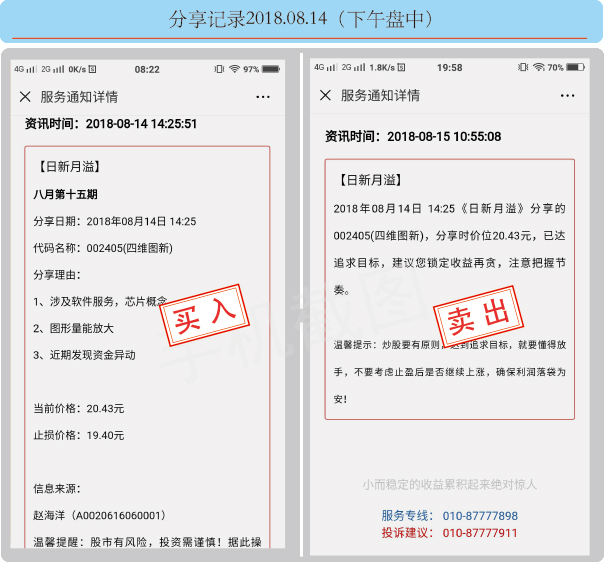 分享记录2018.08.14（下午盘中）
4G 2G 0K/s 08:22 97%
服务通知详情
资讯时间：2018-08-14 14:25:51
【日新月溢】
八月第十五期
分享日期：2018年08月14日 14:25
代码名称：002405(四维图新)
分享理由：
1、涉及软件服务，芯片概念
2、图形量能放大
3、近期发现资金异动
买入
当前价格：20.43元
止损价格：19.40元
信息来源：
赵海洋（A0020616060001）
温馨提醒：股市有风险，投资需谨慎！据此操
4G 2G 1.8K/s 19:58 70%
服务通知详情
资讯时间：2018-08-15 10:55:08
【日新月溢】
2018年08月14日 14:25《日新月溢》分享的
002405(四维图新)，分享时价位20.43元，已达
追求目标，建议您锁定收益再贪，注意把握节
奏。
卖出
温馨提示：炒股要有原则，达到追求目标，就要懂得放
手，不要考虑止盈后是否继续上涨，确保利润落袋为
安！
小而稳定的收益累积起来绝对惊人
服务专线： 010-87777898
投诉建议： 010-87777911
手机截图